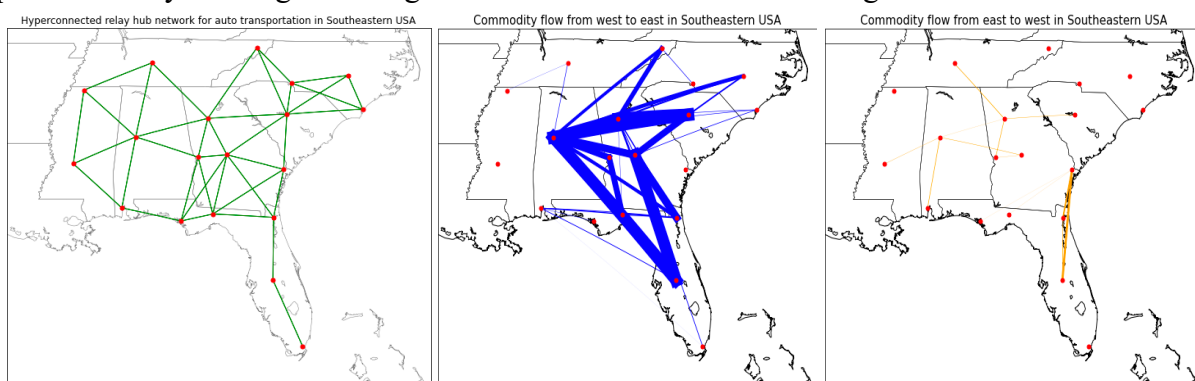 Hyperconnected relay hub network for auto transportation in Southeastern USA
Commodity flow from west to east in Southeastern USA
Commodity flow from east to west in Southeastern USA